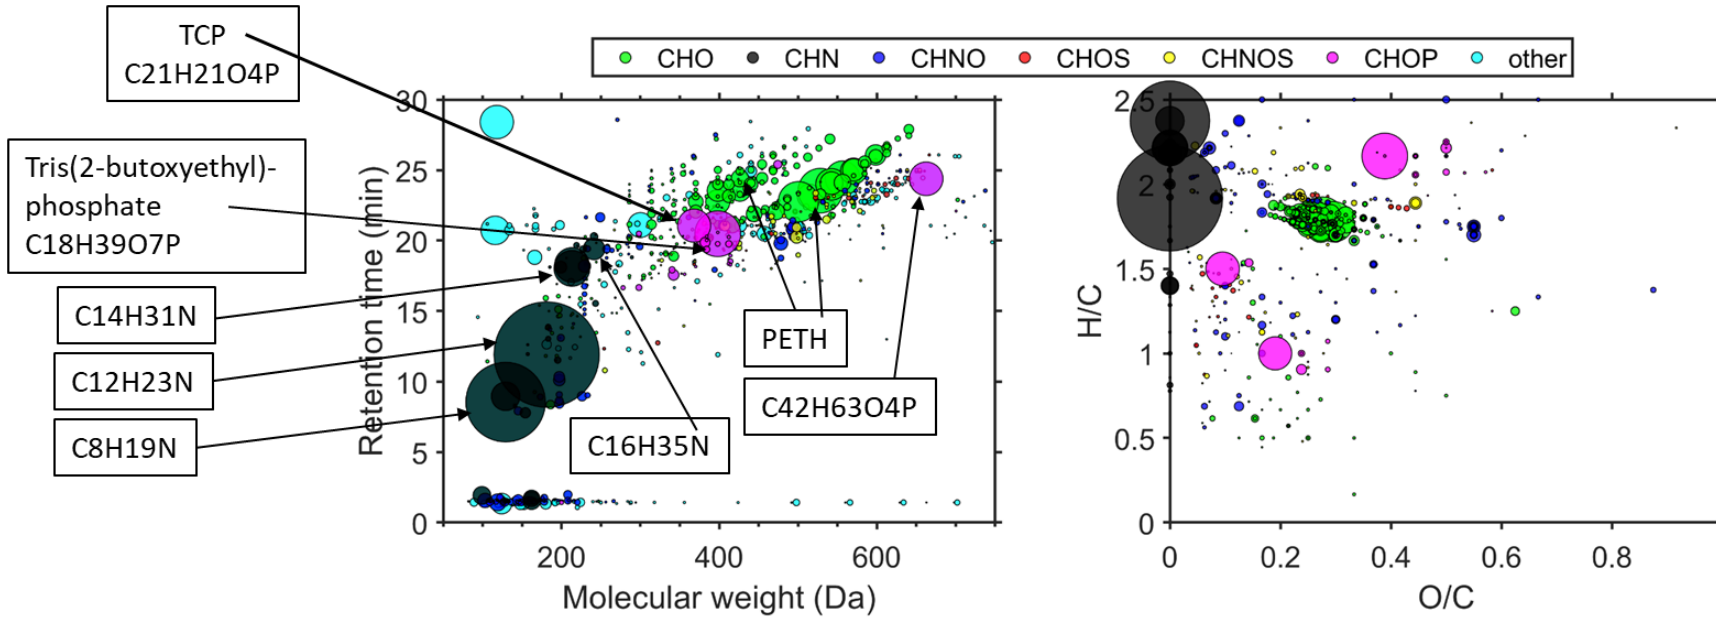 TCP
C21H21O4P
CHO CHN CHNO CHOS CHNOS CHOP other
Tris(2-butoxyethyl)-
phosphate
C18H39O7P
C14H31N
C12H23N
C8H19N
C16H35N
PETH
C42H63O4P
Retention time (min)
30
25
20
15
10
5
0
200 400 600
Molecular weight (Da)
H/C
2.5
2
1.5
1
0.5
0
0 0.2 0.4 0.6 0.8
O/C